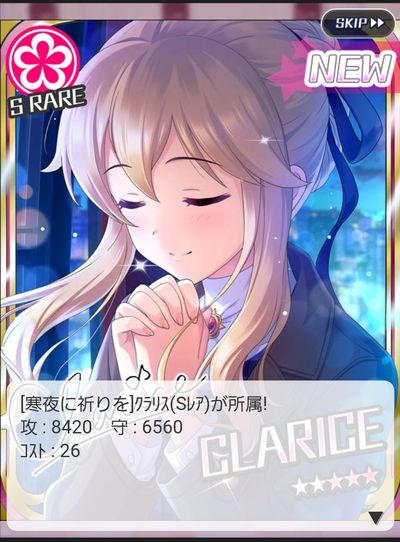 SKIP
NEW
S RARE
[寒夜に祈りを]ｸﾗﾘｽ(Sﾚｱ)が所属!
攻 : 8420 守 : 6560
ｺｽﾄ : 26
CLARICE